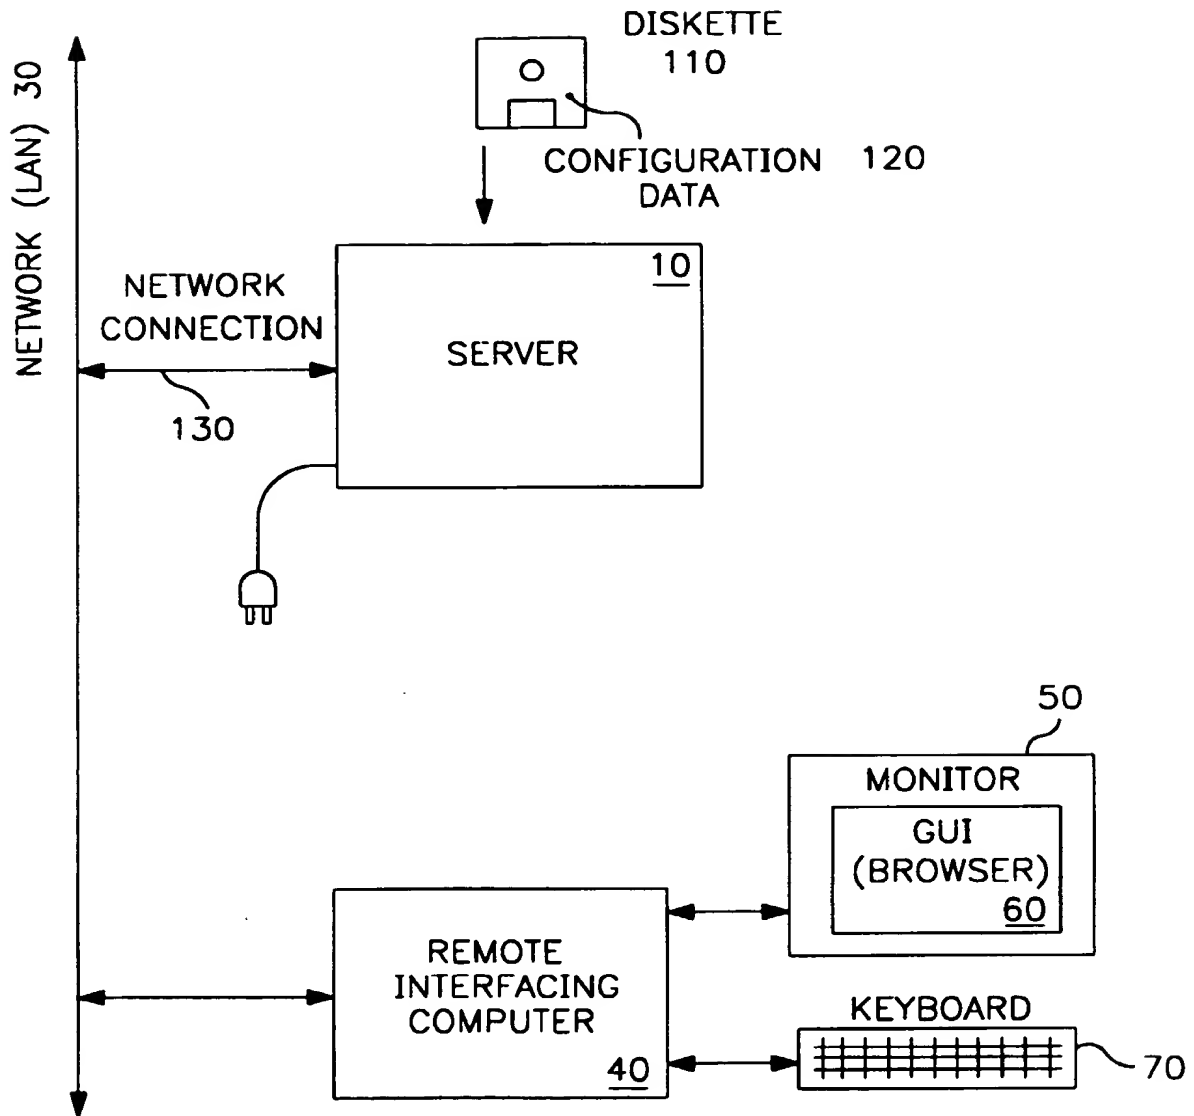 NETWORK (LAN) 30
DISKETTE
110
CONFIGURATION 120
DATA
10
NETWORK
CONNECTION
SERVER
130
50
MONITOR
GUI
(BROWSER)
60
REMOTE
INTERFACING
COMPUTER
40
KEYBOARD
70